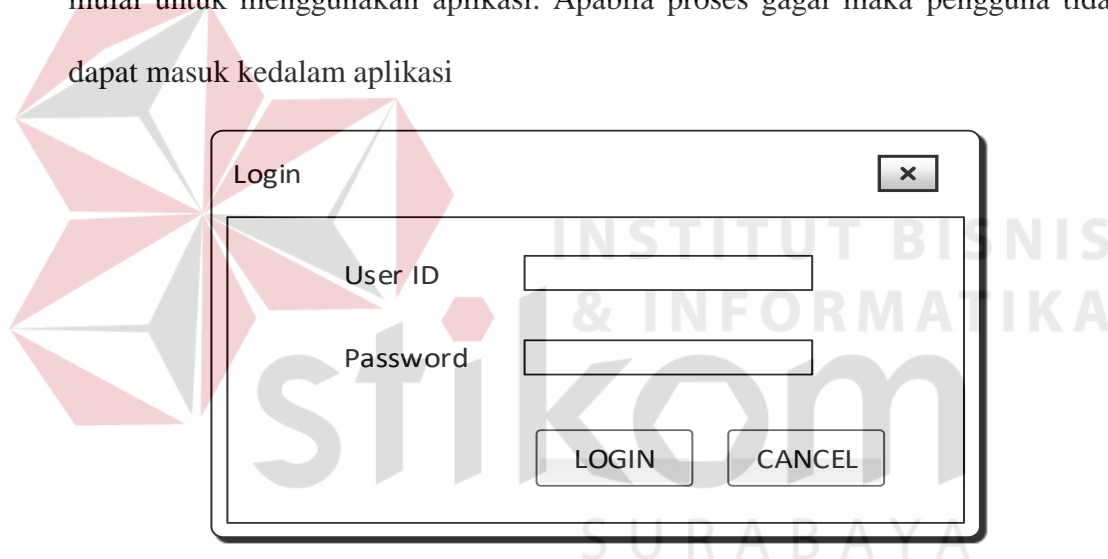 mulai untuk menggunakan aplikasi. Apabila proses gagal maka pengguna
dapat masuk kedalam aplikasi
Login
INSTITUT BISNIS
User ID
& INFORMATIKA
Password
stikom
LOGIN CANCEL
SURABAYA